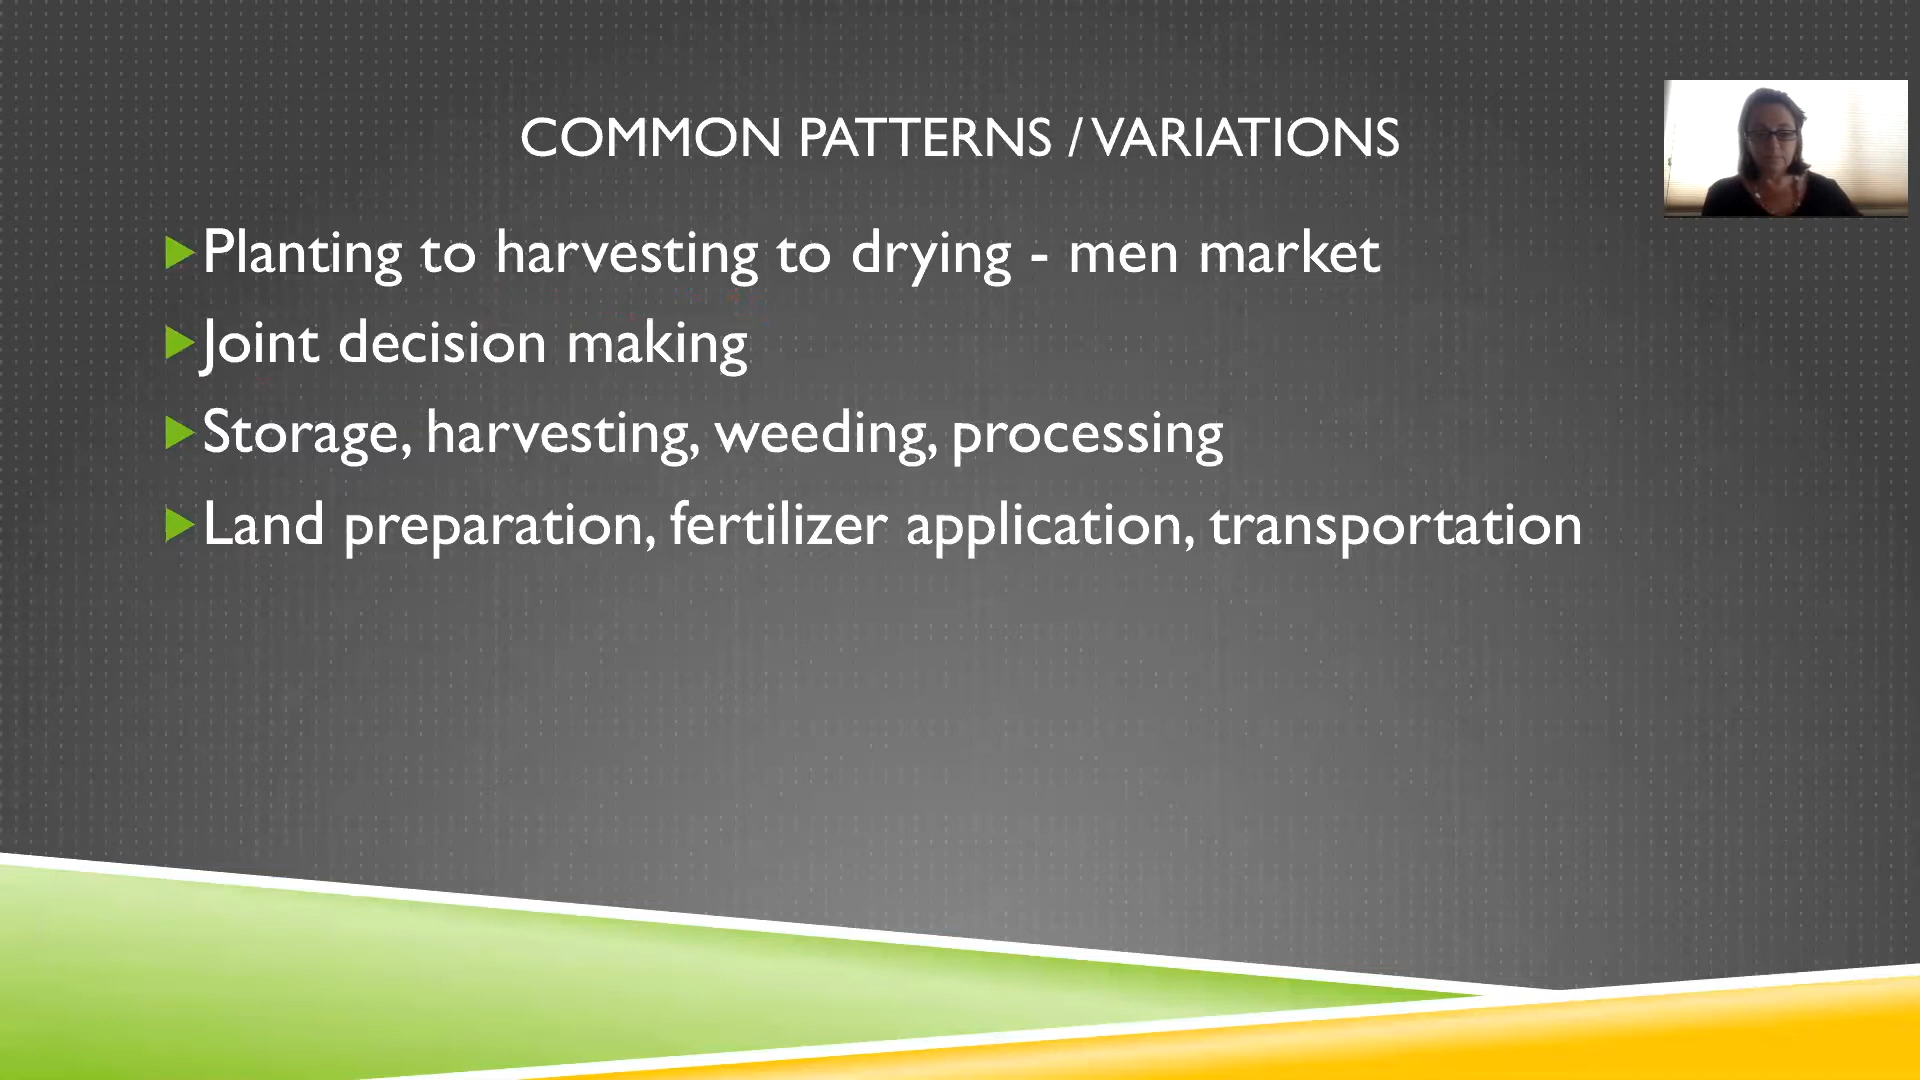 COMMON PATTERNS / VARIATIONS
Planting to harvesting to drying - men market
Joint decision making
Storage, harvesting, weeding, processing
Land preparation, fertilizer application, transportation